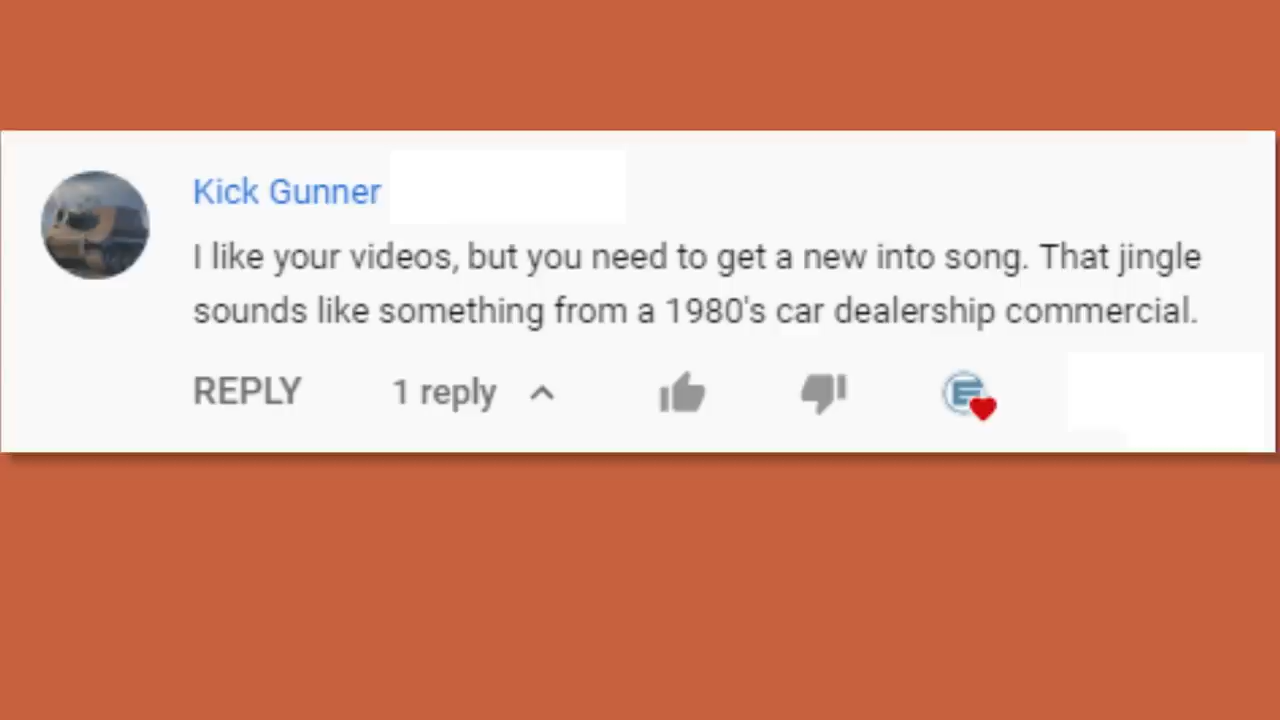 Kick Gunner
I like your videos, but you need to get a new into song. That jingle
sounds like something from a 1980's car dealership commercial.
REPLY 1 reply